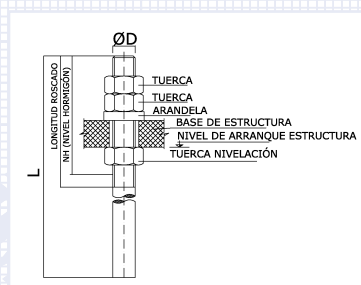 ØD
TUERCA
TUERCA
ARANDELA
BASE DE ESTRUCTURA
NIVEL DE ARRANQUE ESTRUCTURA
TUERCA NIVELACIÓN
L
LONGITUD ROSCADO
NH (NIVEL HORMIGÓN)